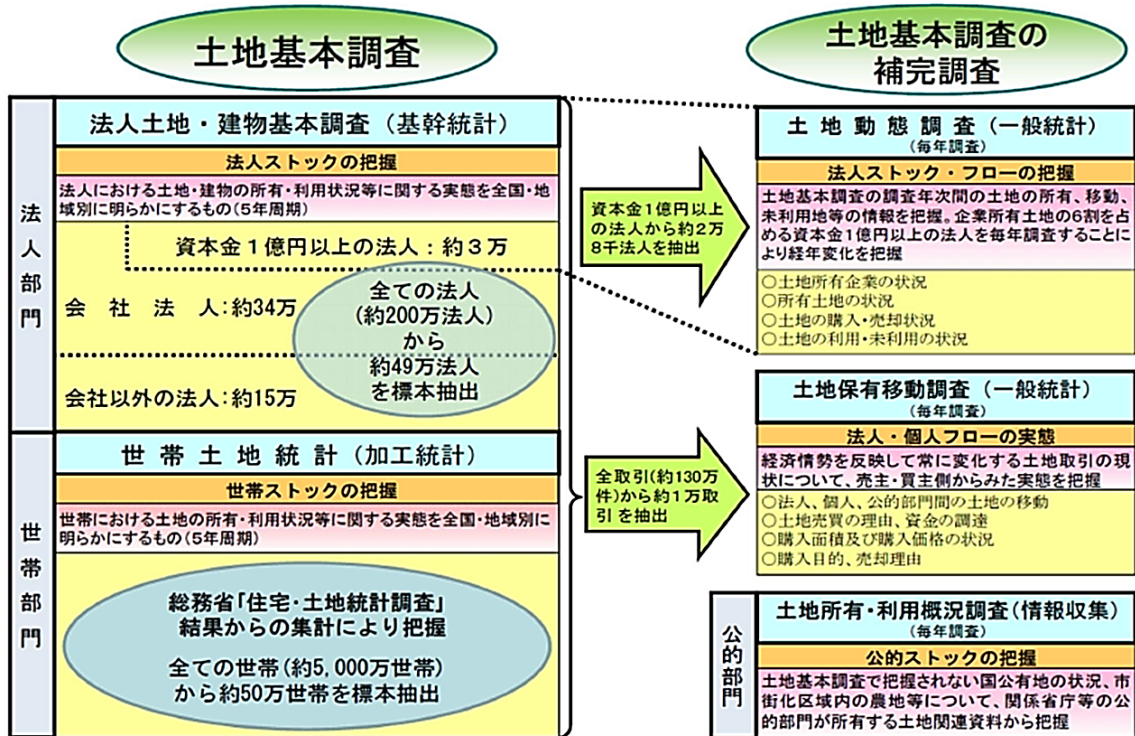 土地基本調査
法人部門
法人土地・建物基本調査（基幹統計）
法人ストックの把握
法人における土地・建物の所有・利用状況等に関する実態を全国・地
域別に明らかにするもの（5年周期）
資本金１億円以上の法人：約３万
会社法人：約34万
会社以外の法人：約15万
全ての法人
（約200万法人）
から
約49万法人
を標本抽出
世帯部門
世帯土地統計（加工統計）
世帯ストックの把握
世帯における土地の所有・利用状況等に関する実態を全国・地域別に
明らかにするもの（5年周期）
総務省「住宅・土地統計調査」
結果からの集計により把握
全ての世帯（約5,000万世帯）
から約50万世帯を標本抽出
資本金1億円以上
の法人から約2万
8千法人を抽出
全取引（約130万
件）から約1万取
引を抽出
土地基本調査の
補完調査
土地動態調査（一般統計）
（毎年調査）
法人ストック・フローの把握
土地基本調査の調査年次間の土地の所有、移動、
未利用地等の情報を把握。企業所有土地の6割を占
める資本金1億円以上の法人を毎年調査することに
より経年変化を把握
○土地所有企業の状況
○所有土地の状況
○土地の購入・売却状況
○土地の利用・未利用の状況
土地保有移動調査（一般統計）
（毎年調査）
法人・個人フローの実態
経済情勢を反映して常に変化する土地取引の現
状について、売主・買主側からみた実態を把握
○法人、個人、公的部門間の土地の移動
○土地売買の理由、資金の調達
○購入面積及び購入価格の状況
○購入目的、売却理由
公的部門
土地所有・利用概況調査（情報収集）
（毎年調査）
公的ストックの把握
土地基本調査で把握されない国公有地の状況、市
街化区域内の農地等について、関係省庁等の公
的部門が所有する土地関連資料から把握